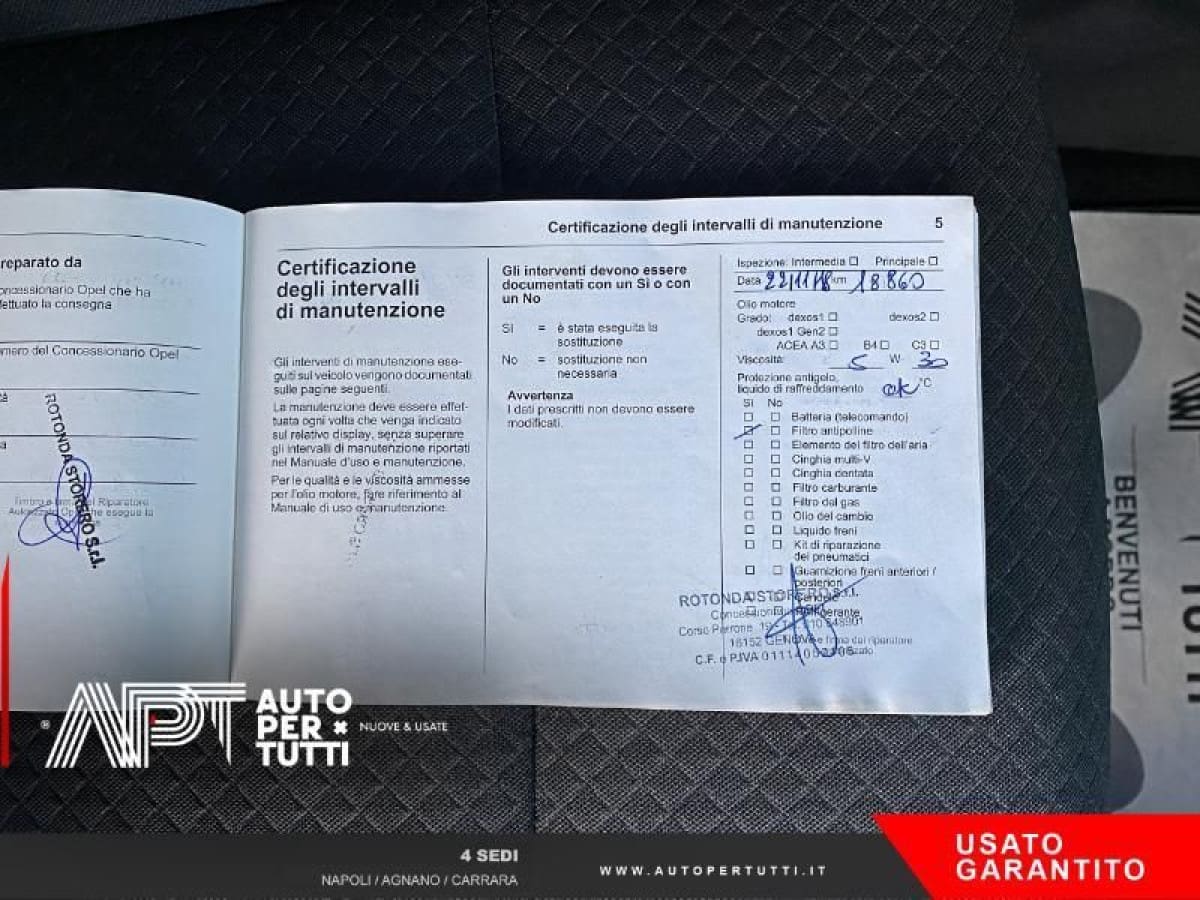 reparato da
oncessionario Opel che ha
ffettuato la consegna
mero del Concessionario Opel
ROTONDA STORERO S.r.l.
Certificazione degli intervalli di manutenzione 5
Certificazione
degli intervalli
di manutenzione
Gli interventi di manutenzione ese-
guiti sul veicolo vengono documentati
sulle pagine seguenti.
La manutenzione deve essere effet-
tuata ogni volta che venga indicato
sul relativo display, senza superare
gli intervalli di manutenzione riportati
nel Manuale d'uso e manutenzione.
Per le qualità e le viscosità ammesse
per l'olio motore, fare riferimento al
Manuale di uso e manutenzione.
Gli interventi devono essere
documentati con un Sì o con
un No
Sì = è stata eseguita la
sostituzione
No = sostituzione non
necessaria
Avvertenza
I dati prescritti non devono essere
modificati.
Ispezione: Intermedia Principale
Data 22/11/18 km 18.860
Olio motore
Grado: dexos1 dexos2
dexos1 Gen2
ACEA A3 B4 C3
Viscosità: 5 W- 30
Protezione antigelo,
liquido di raffreddamento ok °C
Sì No
Batteria (telecomando)
Filtro antipolline
Elemento del filtro dell'aria
Cinghia multi-V
Cinghia dentata
Filtro carburante
Filtro del gas
Olio del cambio
Liquido freni
Kit di riparazione
dei pneumatici
Guarnizione freni anteriori /
posteriori
Candele
Refrigerante
ROTONDA STORERO S.r.l.
Corso Perrone
16152 GENOVA
C.F. e P.IVA
APT AUTO
PER
TUTTI
NUOVE & USATE
BENVENUTI
4 SEDI
NAPOLI / AGNANO / CARRARA
WWW.AUTOPERTUTTI.IT
USATO
GARANTITO